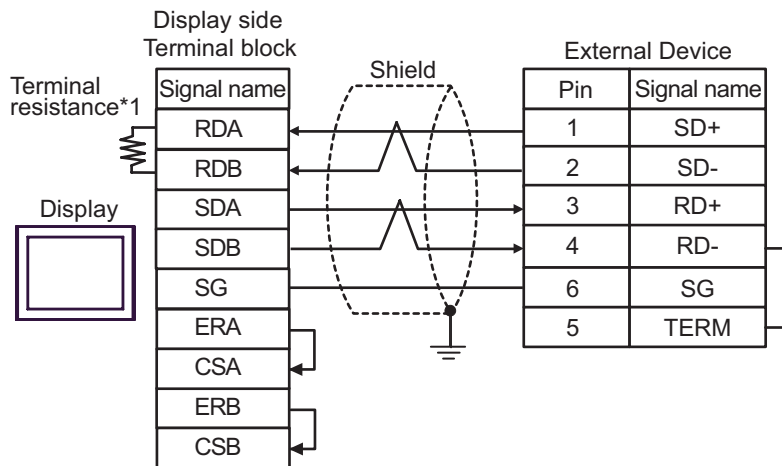 Display side
Terminal block
External Device
Shield
Terminal
resistance*1
Signal name
Pin Signal name
RDA
1 SD+
RDB
2 SD-
Display
SDA
3 RD+
SDB
4 RD-
SG
6 SG
ERA
5 TERM
CSA
ERB
CSB